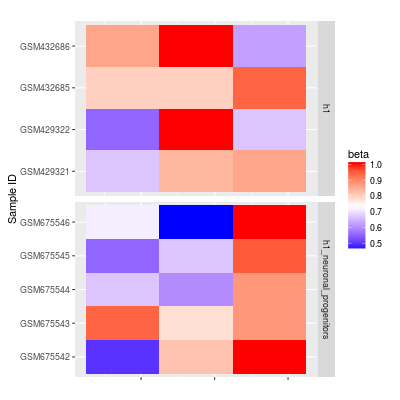 Sample ID
GSM432686
GSM432685
GSM429322
GSM429321
h1
GSM675546
GSM675545
GSM675544
GSM675543
GSM675542
h1_neuronal_progenitors
beta
1.0
0.9
0.8
0.7
0.6
0.5